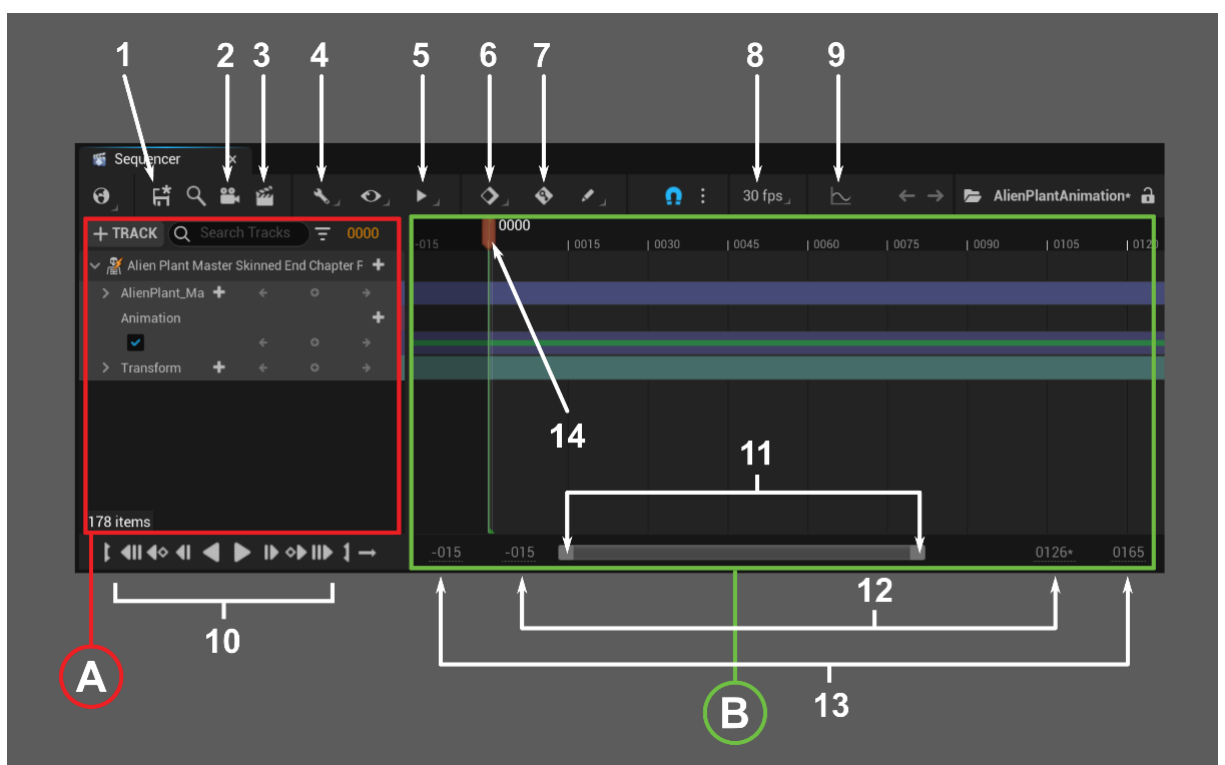 1 2 3 4 5 6 7 8 9
Sequencer ×
30 fps AlienPlantAnimation*
+ TRACK Search Tracks 0000
0000
-015 0015 0030 0045 0060 0075 0090 0105 0120
Alien Plant Master Skinned End Chapter F
AlienPlant_Ma
Animation
Transform
14
11
178 items
-015 -015 0126* 0165
12
10
13
A
B